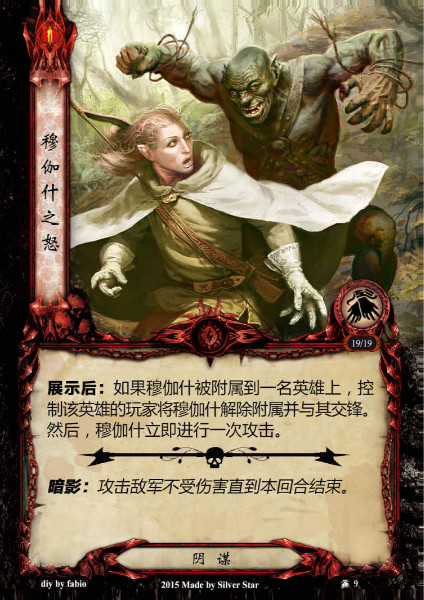 穆伽什之怒
19/19
展示后：如果穆伽什被附属到一名英雄上，控
制该英雄的玩家将穆伽什解除附属并与其交锋。
然后，穆伽什立即进行一次攻击。
暗影：攻击敌军不受伤害直到本回合结束。
阴谋
diy by fabio
2015 Made by Silver Star
9